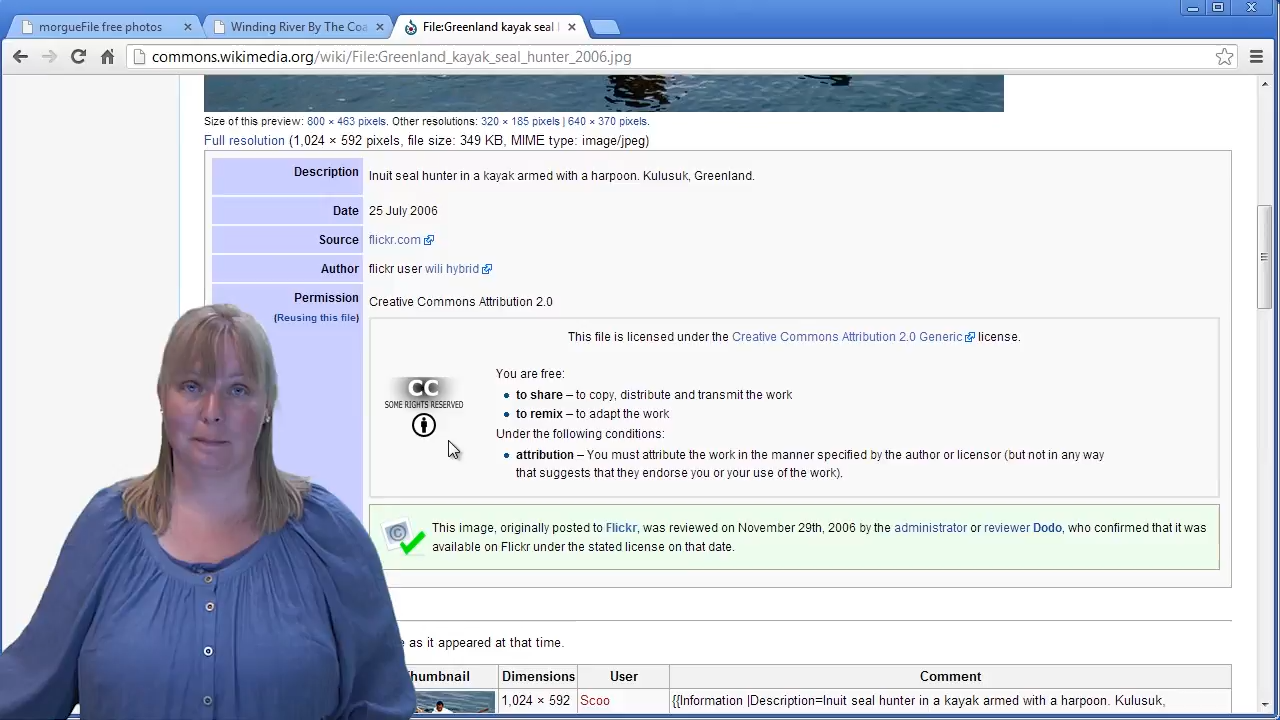 morgueFile free photos
Winding River By The Coa
File:Greenland kayak seal
commons.wikimedia.org/wiki/File:Greenland_kayak_seal_hunter_2006.jpg
Size of this preview: 800 × 463 pixels. Other resolutions: 320 × 185 pixels | 640 × 370 pixels.
Full resolution (1,024 × 592 pixels, file size: 349 KB, MIME type: image/jpeg)
Description Inuit seal hunter in a kayak armed with a harpoon. Kulusuk, Greenland.
Date 25 July 2006
Source flickr.com
Author flickr user wili hybrid
Permission Creative Commons Attribution 2.0
(Reusing this file)
This file is licensed under the Creative Commons Attribution 2.0 Generic license.
You are free:
to share – to copy, distribute and transmit the work
to remix – to adapt the work
Under the following conditions:
attribution – You must attribute the work in the manner specified by the author or licensor (but not in any way
that suggests that they endorse you or your use of the work).
CC
SOME RIGHTS RESERVED
This image, originally posted to Flickr, was reviewed on November 29th, 2006 by the administrator or reviewer Dodo, who confirmed that it was
available on Flickr under the stated license on that date.
as it appeared at that time.
humbnail Dimensions User Comment
1,024 × 592 Scoo {{Information |Description=Inuit seal hunter in a kayak armed with a harpoon. Kulusuk,